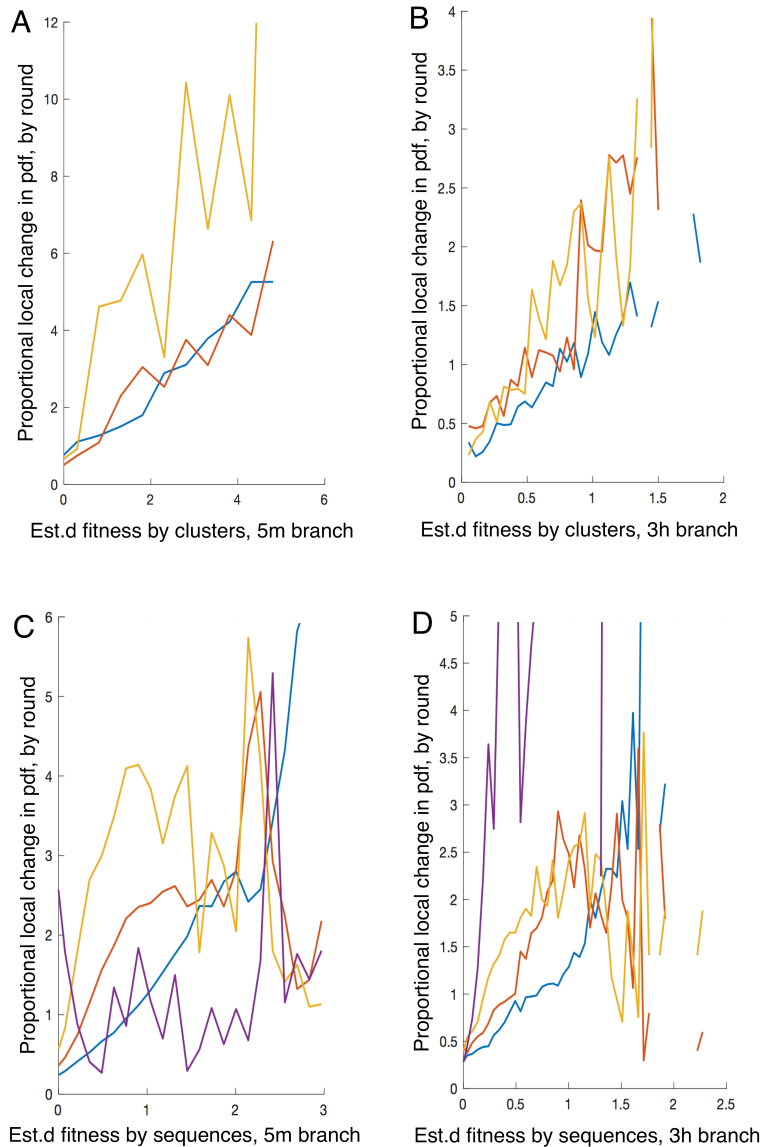 A
Proportional local change in pdf, by round
12
10
8
6
4
2
0
0 2 4 6
Est.d fitness by clusters, 5m branch
B
Proportional local change in pdf, by round
4
3.5
3
2.5
2
1.5
1
0.5
0
0 0.5 1 1.5 2
Est.d fitness by clusters, 3h branch
C
Proportional local change in pdf, by round
6
5
4
3
2
1
0
0 1 2 3
Est.d fitness by sequences, 5m branch
D
Proportional local change in pdf, by round
5
4.5
4
3.5
3
2.5
2
1.5
1
0.5
0
0 0.5 1 1.5 2 2.5
Est.d fitness by sequences, 3h branch